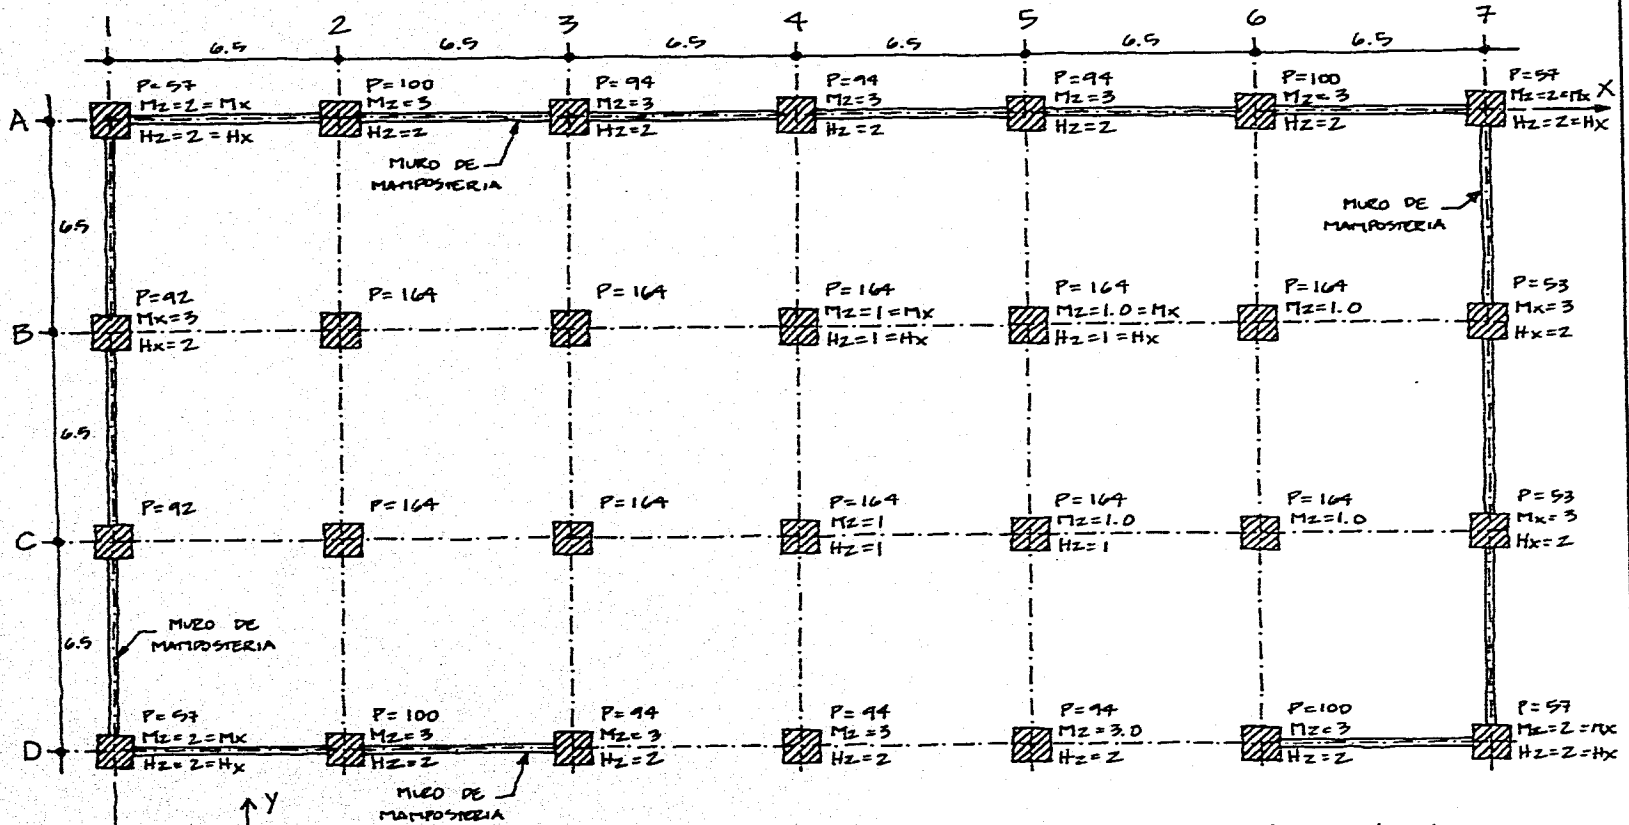 2 3 4 5 6 7
6.5 6.5 6.5 6.5 6.5 6.5
A
P=57
Mz=2=Mx
Hz=2=Hx
P=100
Mz=3
Hz=2
P=94
Mz=3
Hz=2
P=94
Mz=3
Hz=2
P=94
Mz=3
Hz=2
P=100
Mz=3
Hz=2
P=57
Mz=2=Mx
Hz=2=Hx
X
MURO DE
MAMPOSTERIA
MURO DE
MAMPOSTERIA
6.5
B
P=92
Mx=3
Hx=2
P=164
P=164
P=164
Mz=1=Mx
Hz=1=Hx
P=164
Mz=1.0=Mx
Hz=1=Hx
P=164
Mz=1.0
P=53
Mx=3
Hx=2
6.5
C
P=92
P=164
P=164
P=164
Mz=1
Hz=1
P=164
Mz=1.0
Hz=1
P=164
Mz=1.0
P=53
Mx=3
Hx=2
6.5
MURO DE
MAMPOSTERIA
D
P=57
Mz=2=Mx
Hz=2=Hx
P=100
Mz=3
Hz=2
P=94
Mz=3
Hz=2
P=94
Mz=3
Hz=2
P=94
Mz=3.0
Hz=2
P=100
Mz=3
Hz=2
P=57
Mz=2=Mx
Hz=2=Hx
MURO DE
MAMPOSTERIA
Y